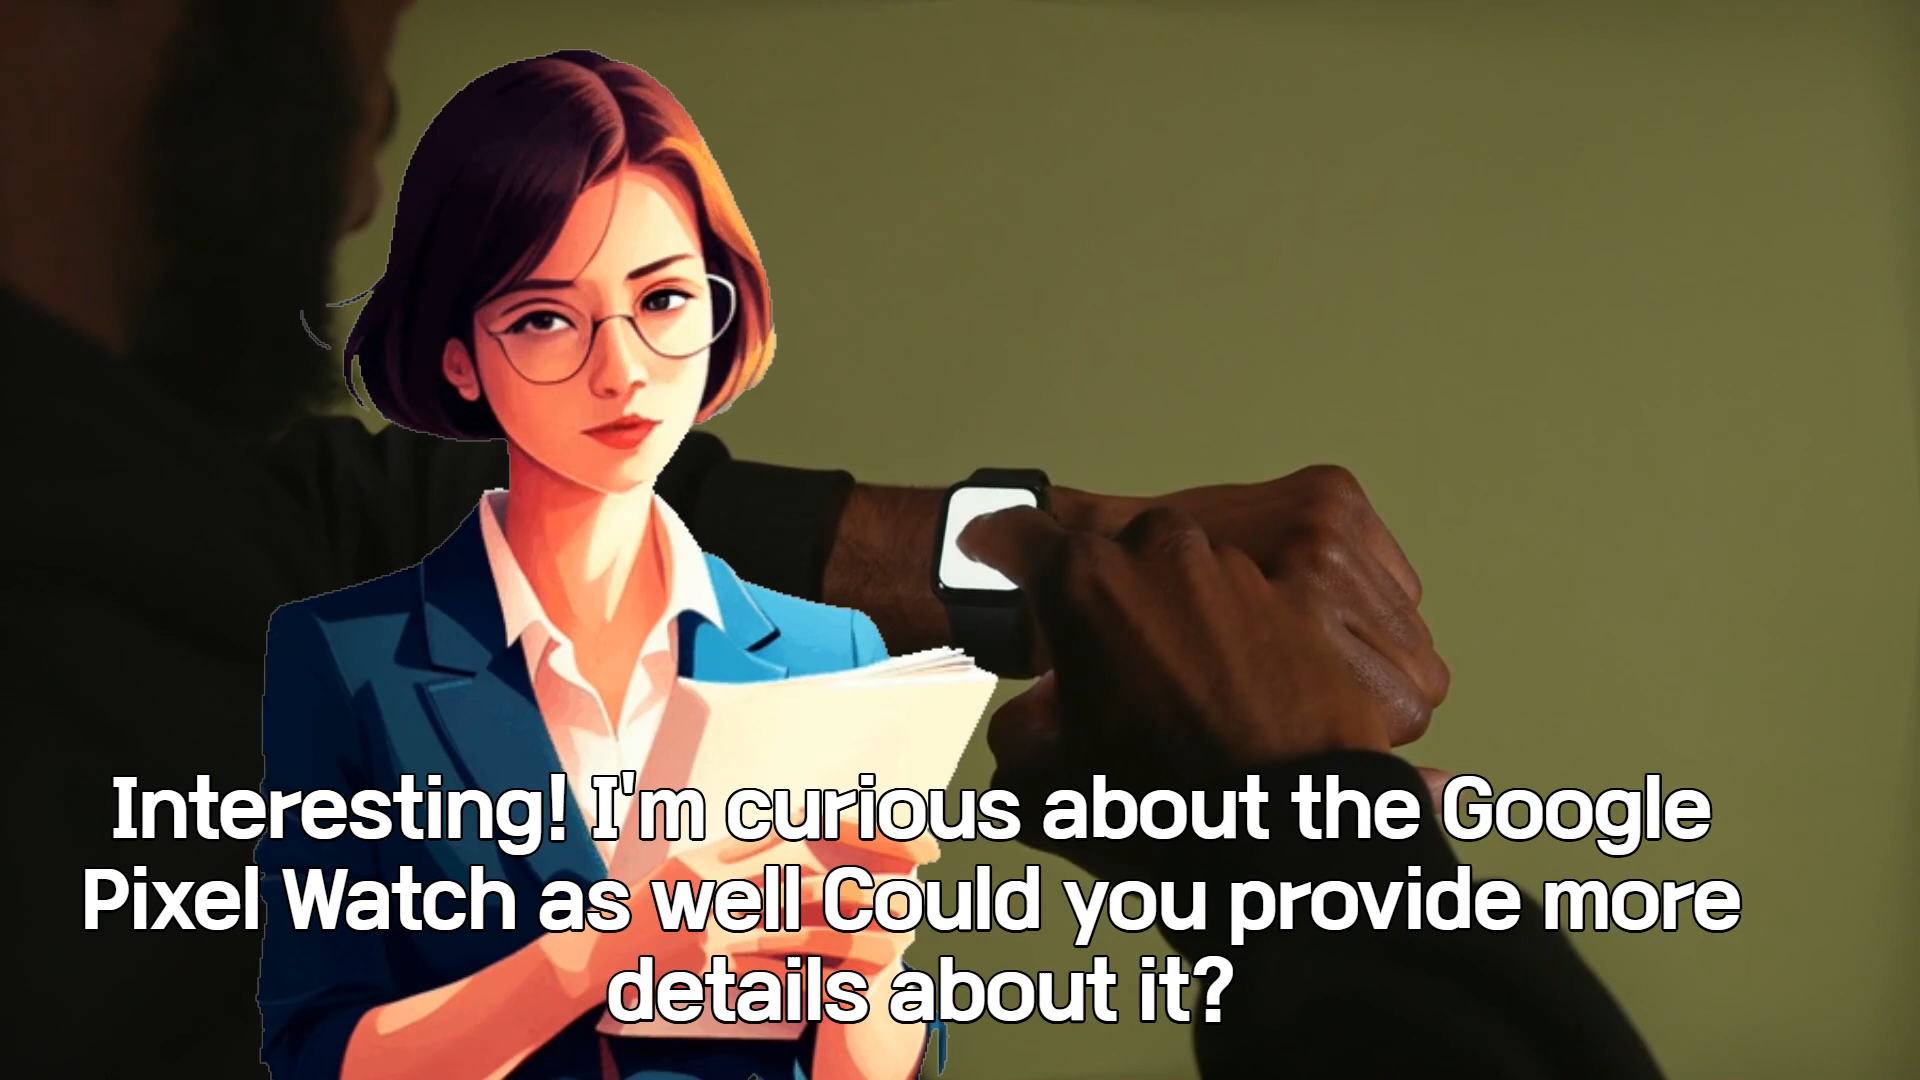 Interesting! I'm curious about the Google
Pixel Watch as well Could you provide more
details about it?